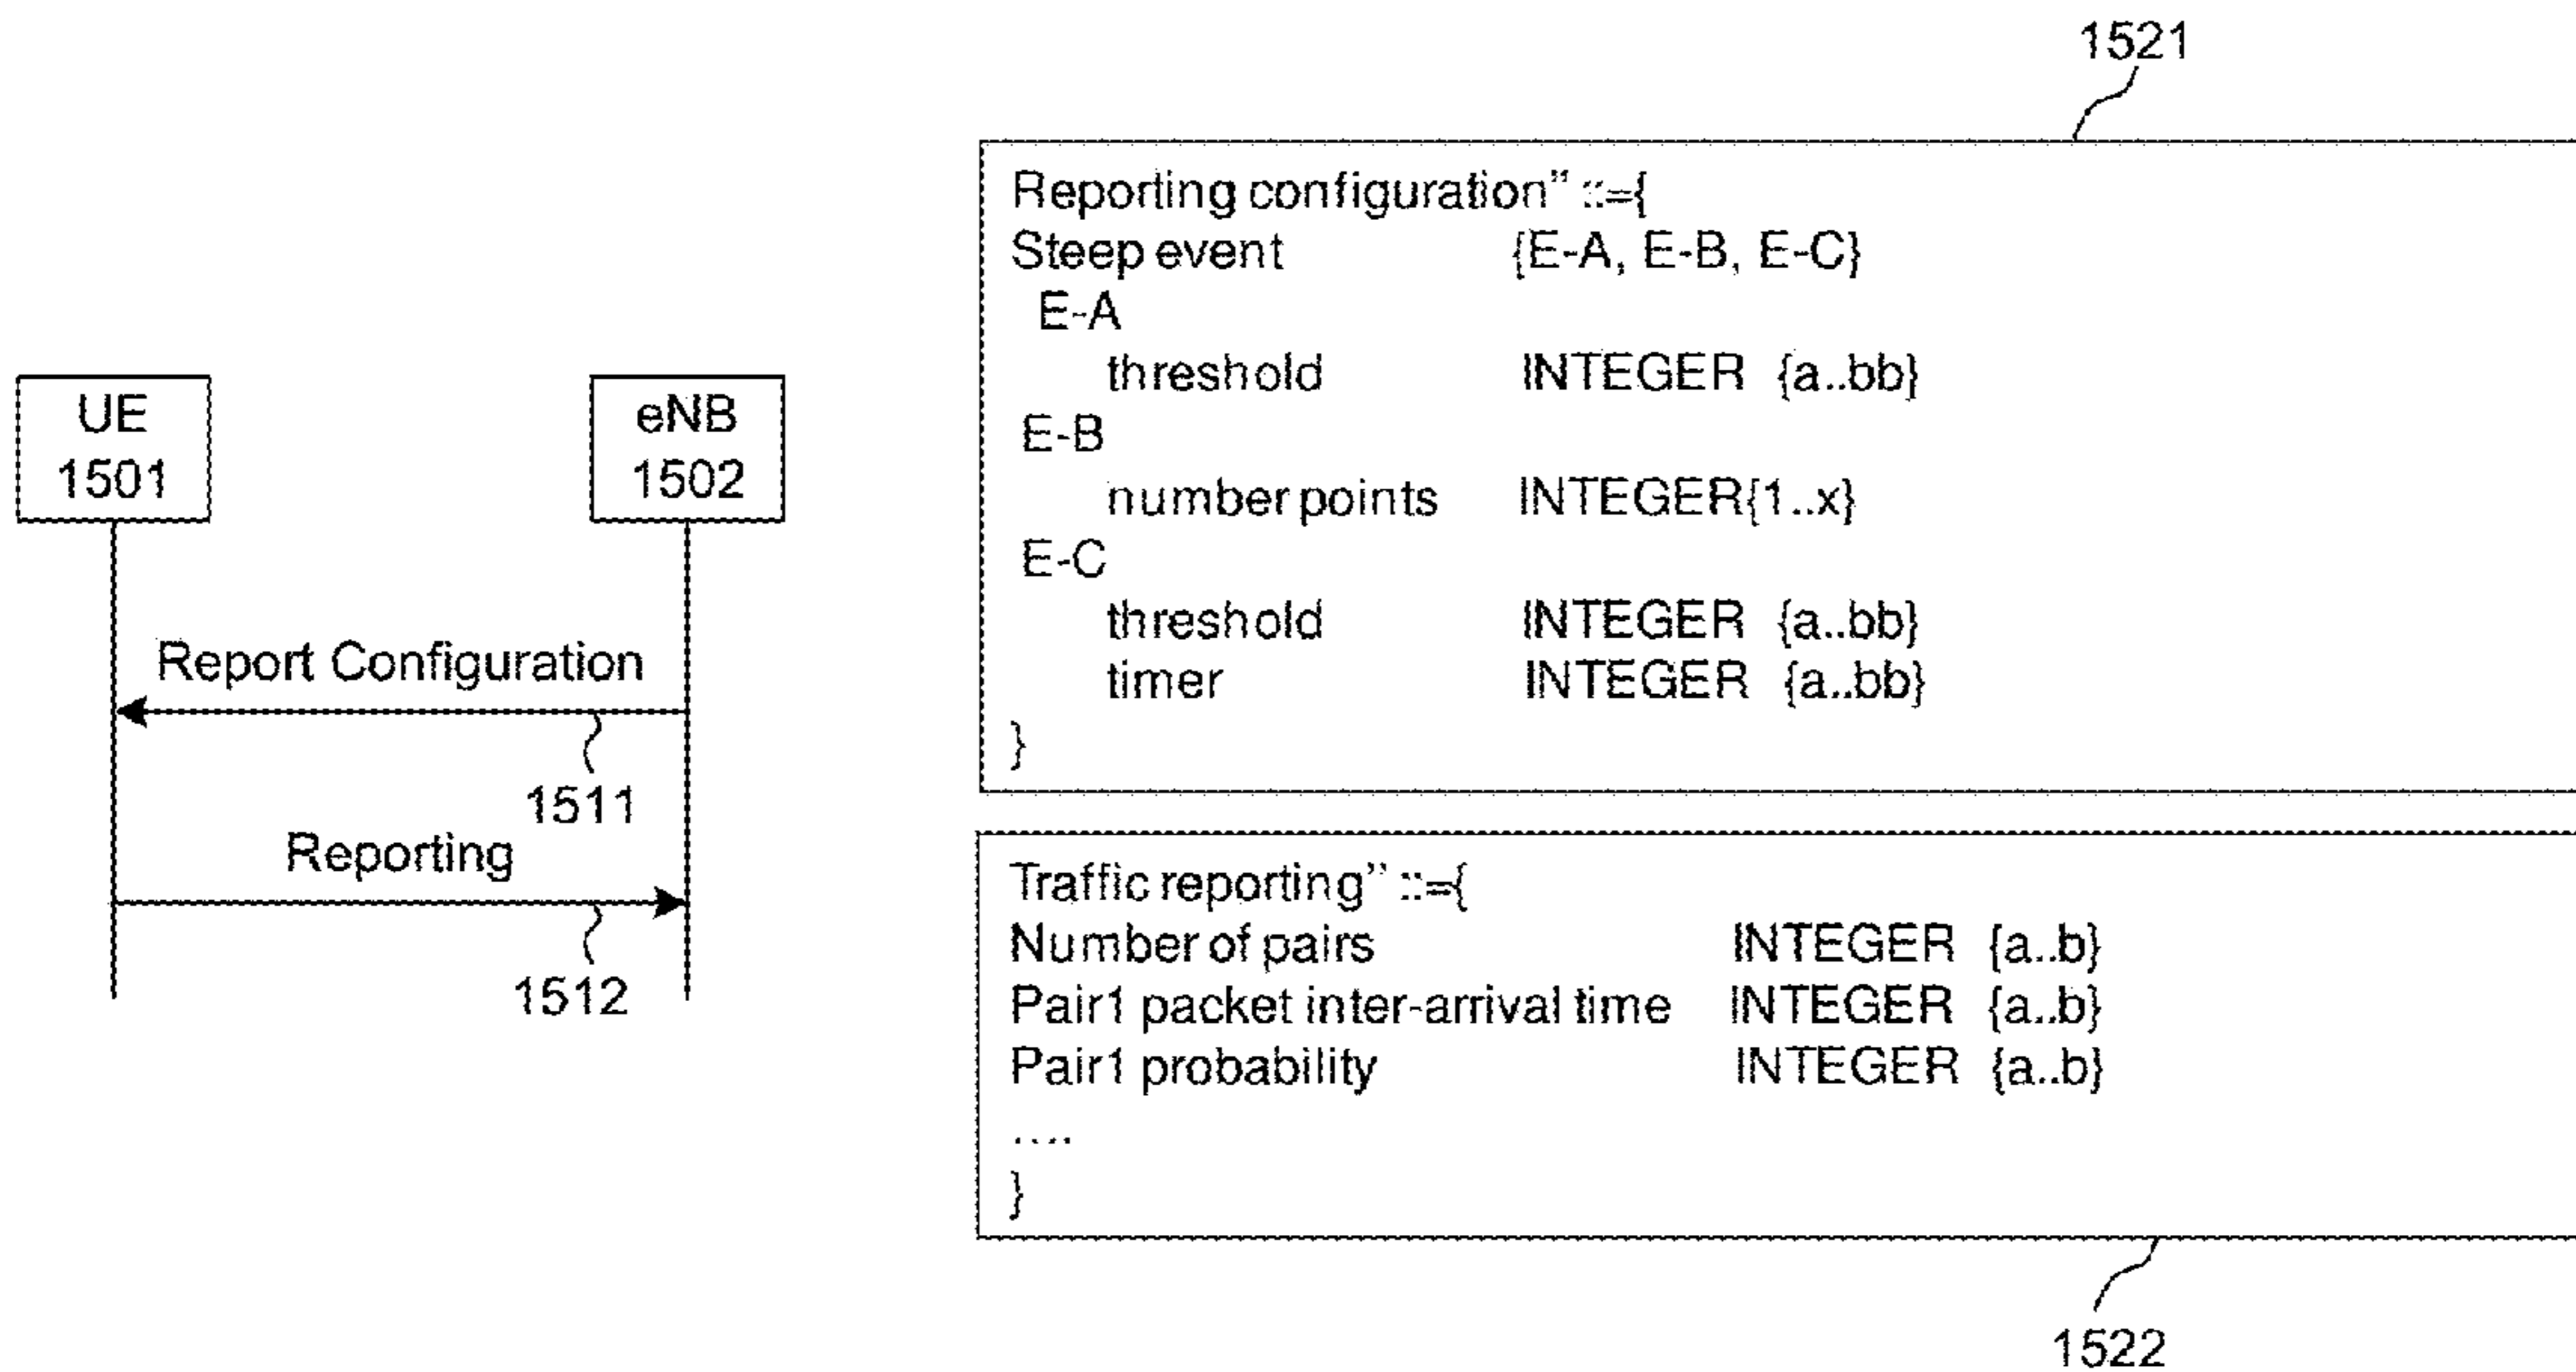 UE
1501
eNB
1502
Report Configuration
1511
Reporting
1512
1521
Reporting configuration” ::={
Steep event {E-A, E-B, E-C}
E-A
threshold INTEGER {a..bb}
E-B
number points INTEGER{1..x}
E-C
threshold INTEGER {a..bb}
timer INTEGER {a..bb}
}
Traffic reporting” ::={
Number of pairs INTEGER {a..b}
Pair1 packet inter-arrival time INTEGER {a..b}
Pair1 probability INTEGER {a..b}
....
}
1522